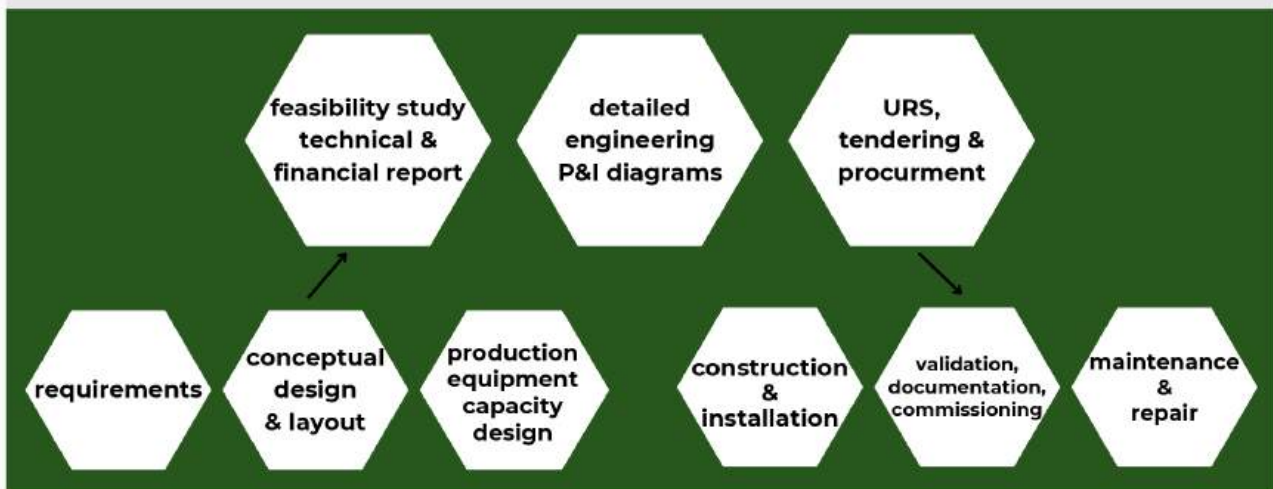 feasibility study
technical &
financial report
detailed
engineering
P&I diagrams
URS,
tendering &
procurment
requirements
conceptual
design
& layout
production
equipment
capacity
design
construction
&
installation
validation,
documentation,
commissioning
maintenance
&
repair